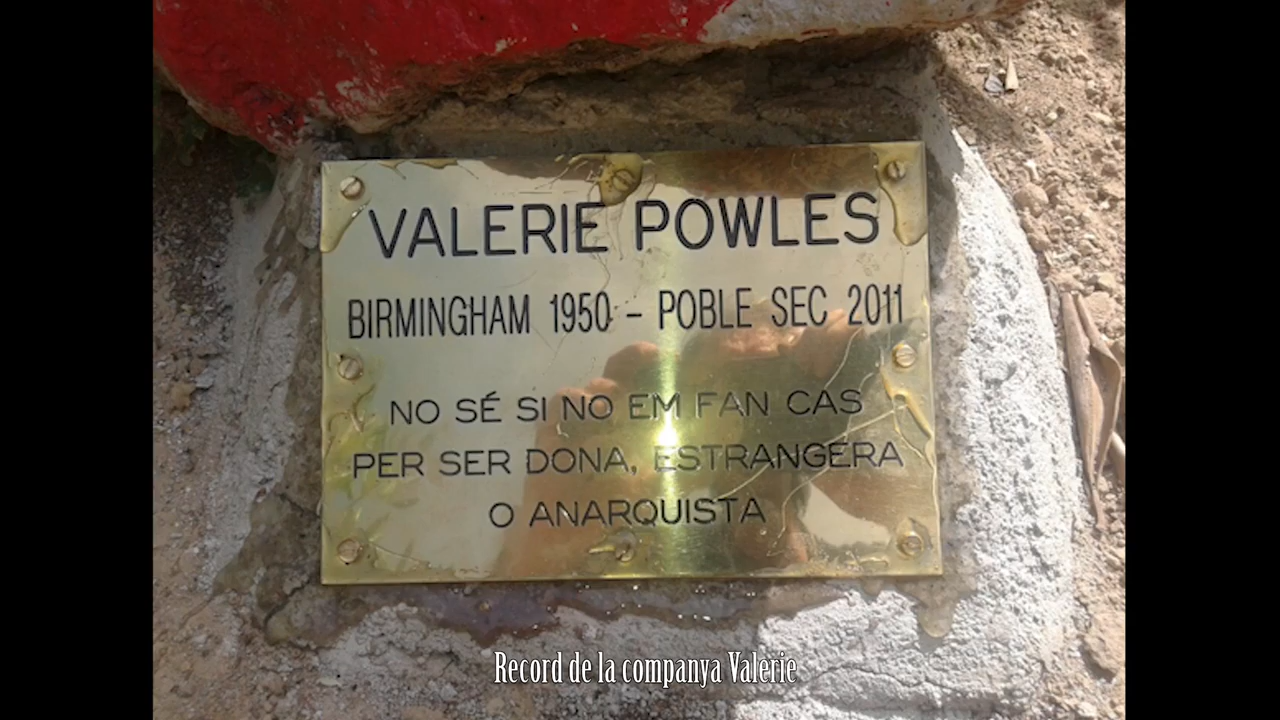 VALERIE POWLES
BIRMINGHAM 1950 - POBLE SEC 2011
NO SÉ SI NO EM FAN CAS
PER SER DONA, ESTRANGERA
O ANARQUISTA
Record de la companya Valerie